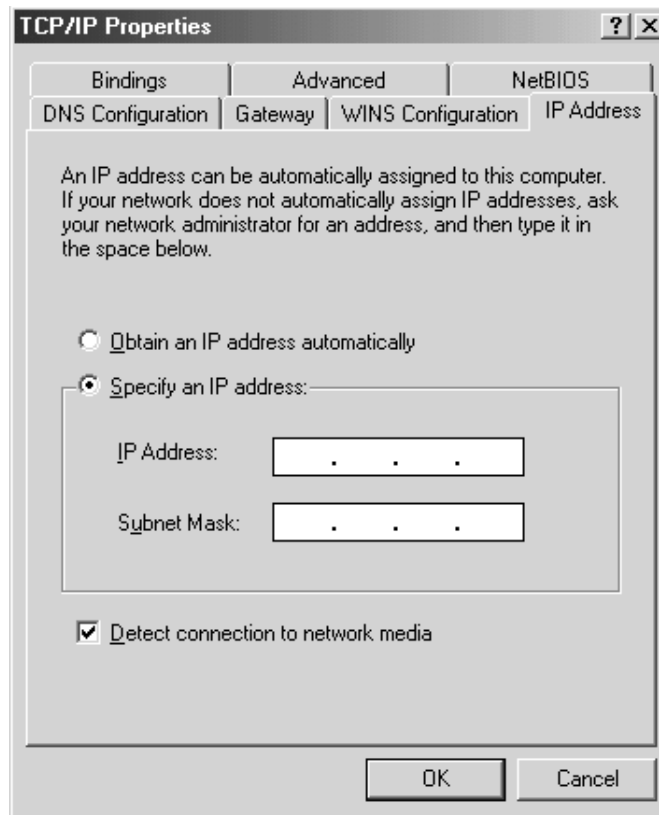 TCP/IP Properties
? ×
Bindings Advanced NetBIOS
DNS Configuration Gateway WINS Configuration IP Address
An IP address can be automatically assigned to this computer.
If your network does not automatically assign IP addresses, ask
your network administrator for an address, and then type it in
the space below.
Obtain an IP address automatically
Specify an IP address:
IP Address: . . .
Subnet Mask: . . .
Detect connection to network media
OK Cancel